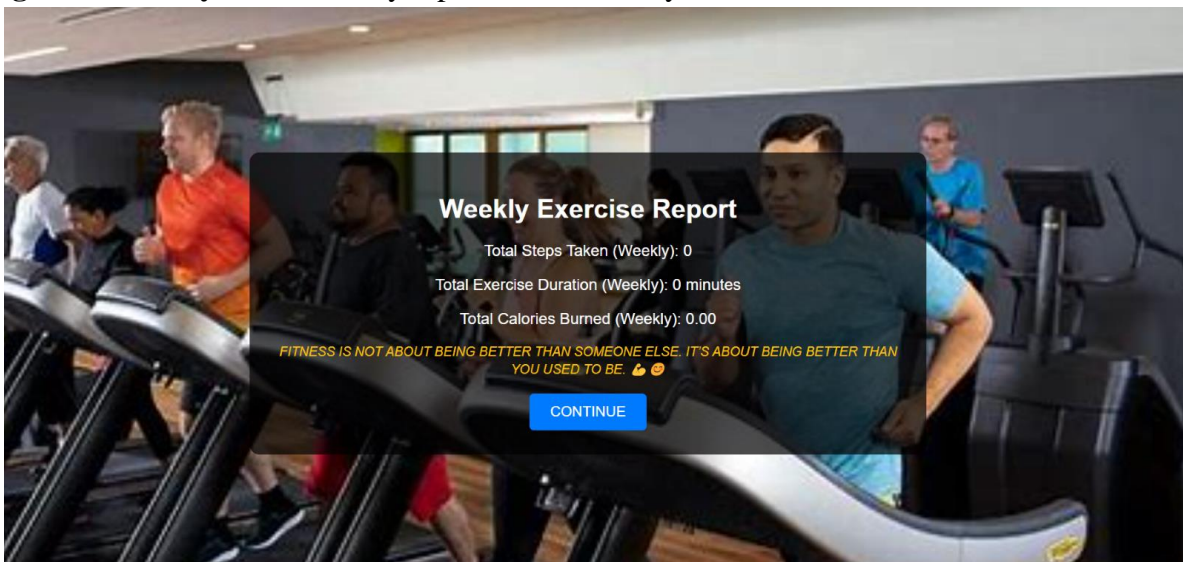 Weekly Exercise Report
Total Steps Taken (Weekly): 0
Total Exercise Duration (Weekly): 0 minutes
Total Calories Burned (Weekly): 0.00
FITNESS IS NOT ABOUT BEING BETTER THAN SOMEONE ELSE. IT'S ABOUT BEING BETTER THAN
YOU USED TO BE. 💪 😊
CONTINUE